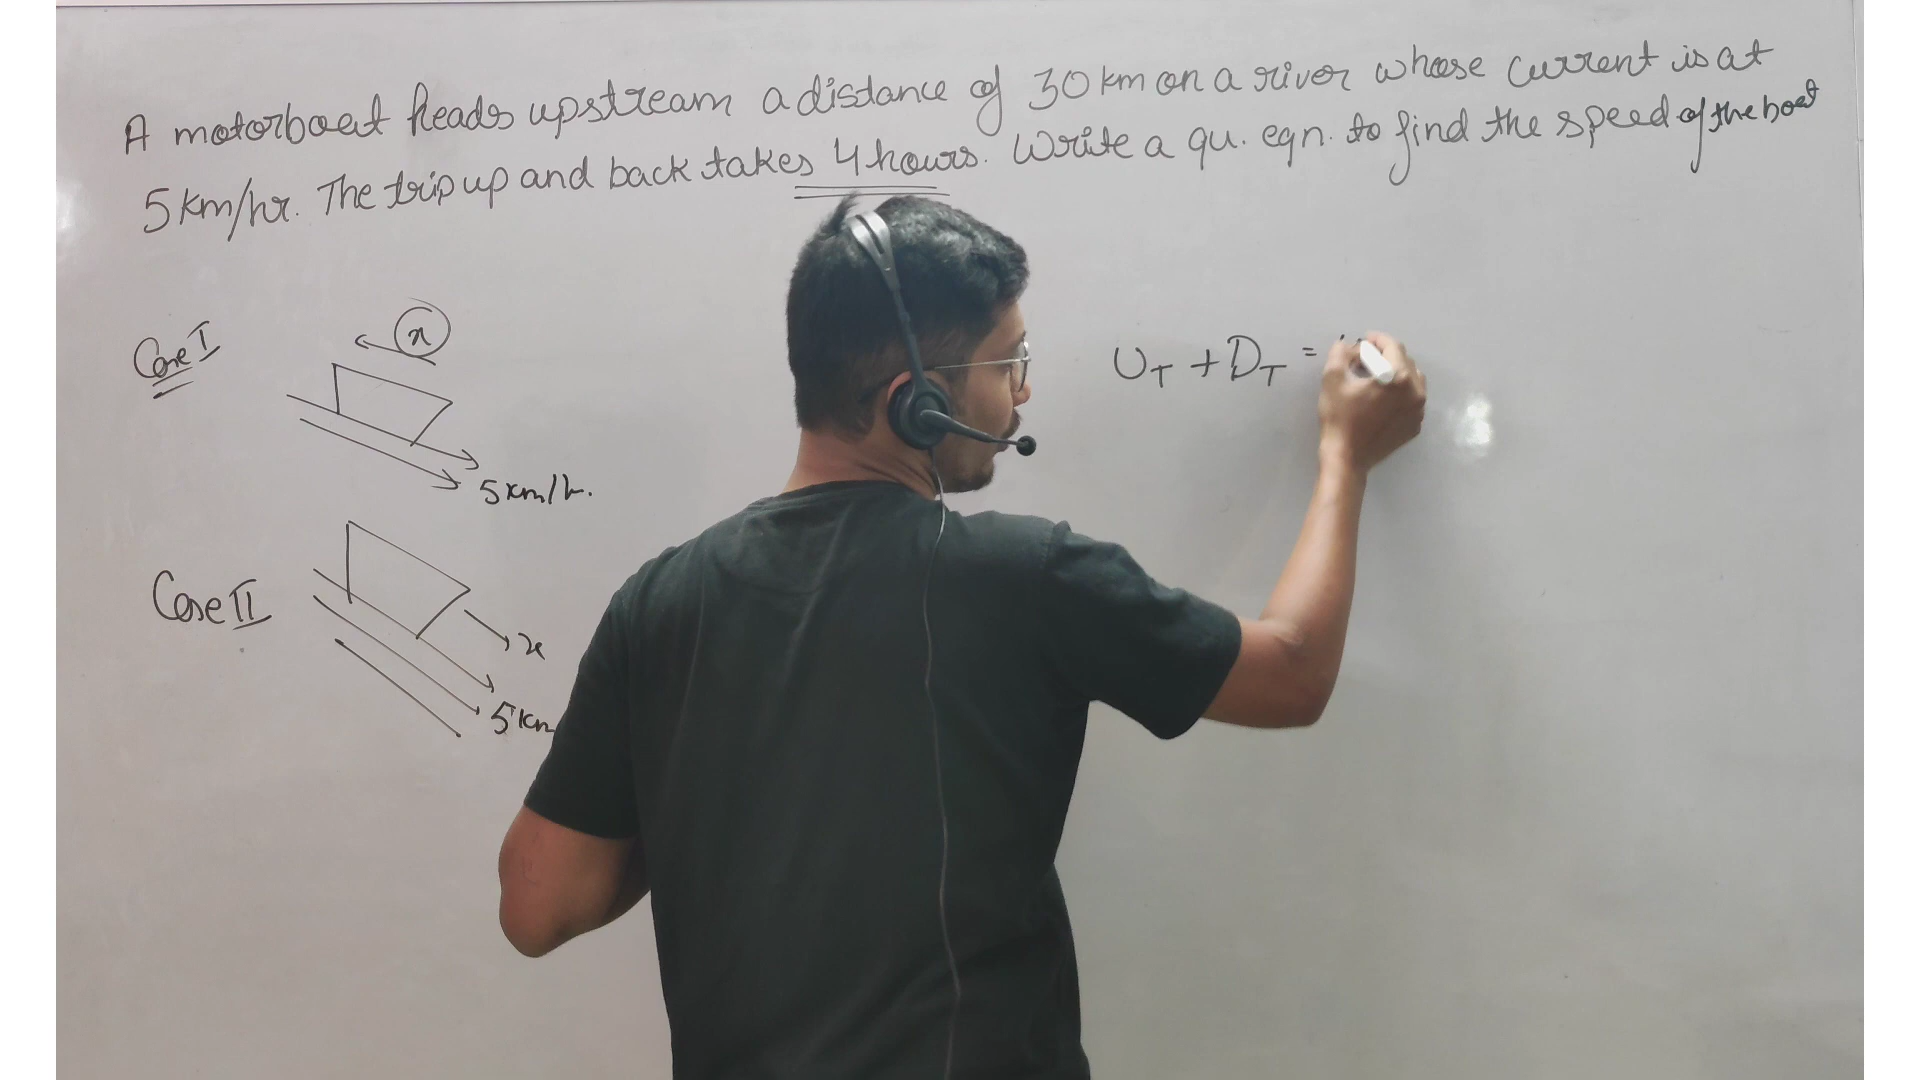 A motorboat heads upstream a distance of 30 km on a river whose current is at
5 km/hr. The trip up and back takes 4 hours. Write a qu. eqn. to find the speed of the boat
Case I
x
5 km/h.
U_T + D_T =
Case II
x
5 km